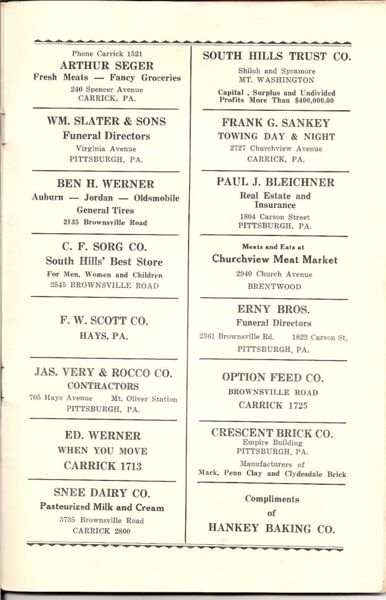 Phone Carrick 1521
ARTHUR SEGER
Fresh Meats — Fancy Groceries
240 Spencer Avenue
CARRICK, PA.
WM. SLATER & SONS
Funeral Directors
Virginia Avenue
PITTSBURGH, PA.
BEN H. WERNER
Auburn — Jordan — Oldsmobile
General Tires
2135 Brownsville Road
C. F. SORG CO.
South Hills' Best Store
For Men, Women and Children
2545 BROWNSVILLE ROAD
F. W. SCOTT CO.
HAYS, PA.
JAS. VERY & ROCCO CO.
CONTRACTORS
705 Hays Avenue Mt. Oliver Station
PITTSBURGH, PA.
ED. WERNER
WHEN YOU MOVE
CARRICK 1713
SNEE DAIRY CO.
Pasteurized Milk and Cream
3735 Brownsville Road
CARRICK 2800
SOUTH HILLS TRUST CO.
Shiloh and Sycamore
MT. WASHINGTON
Capital, Surplus and Undivided
Profits More Than $400,000.00
FRANK G. SANKEY
TOWING DAY & NIGHT
2727 Churchview Avenue
CARRICK, PA.
PAUL J. BLEICHNER
Real Estate and
Insurance
1804 Carson Street
PITTSBURGH, PA.
Meats and Eats at
Churchview Meat Market
2940 Church Avenue
BRENTWOOD
ERNY BROS.
Funeral Directors
2361 Brownsville Rd. 1822 Carson St.
PITTSBURGH, PA.
OPTION FEED CO.
BROWNSVILLE ROAD
CARRICK 1725
CRESCENT BRICK CO.
Empire Building
PITTSBURGH, PA.
Manufacturers of
Mack, Penn Clay and Clydesdale Brick
Compliments
of
HANKEY BAKING CO.